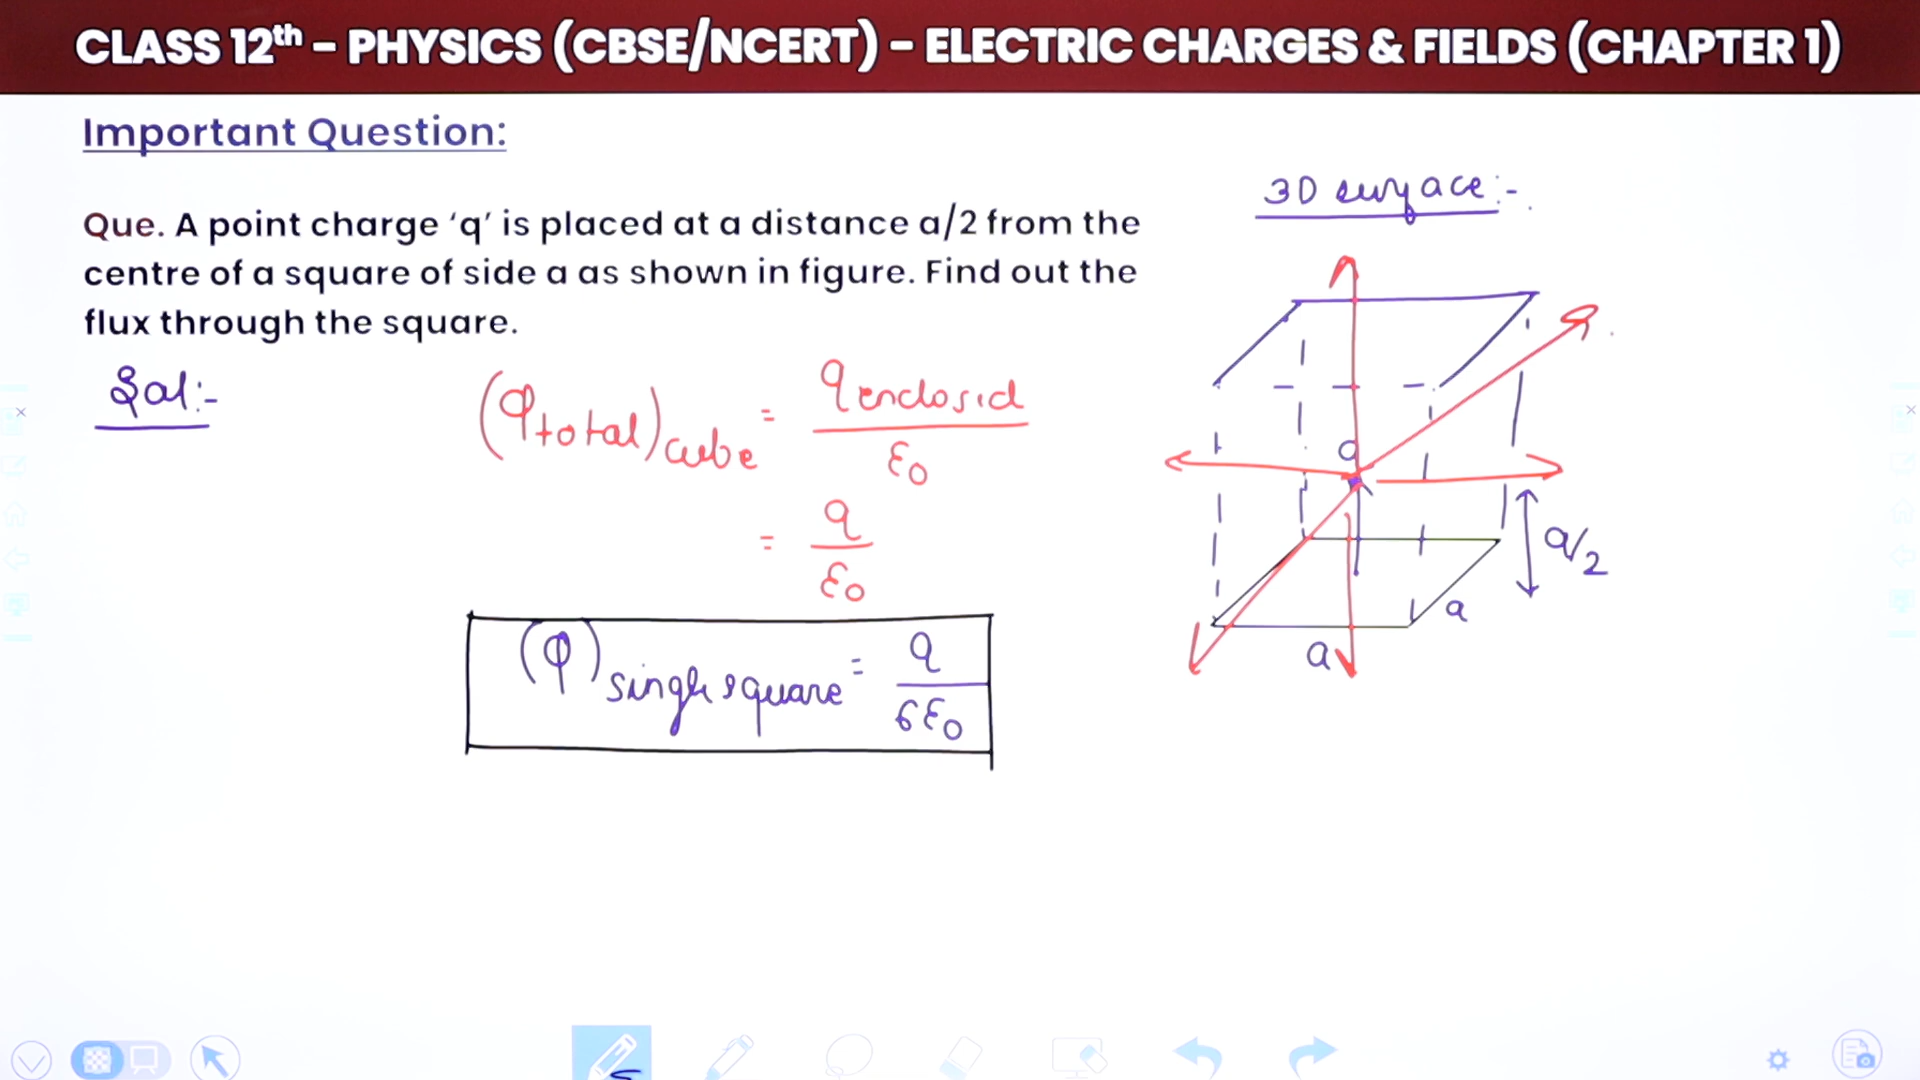 CLASS 12th – PHYSICS (CBSE/NCERT) – ELECTRIC CHARGES & FIELDS (CHAPTER 1)
Important Question:
3D surface:-
Que. A point charge ‘q’ is placed at a distance a/2 from the
centre of a square of side a as shown in figure. Find out the
flux through the square.
Sol:-
(φtotal)cube = qenclosed / ε0
= q / ε0
(φ)single square = q / 6ε0
q
a/2
a
a